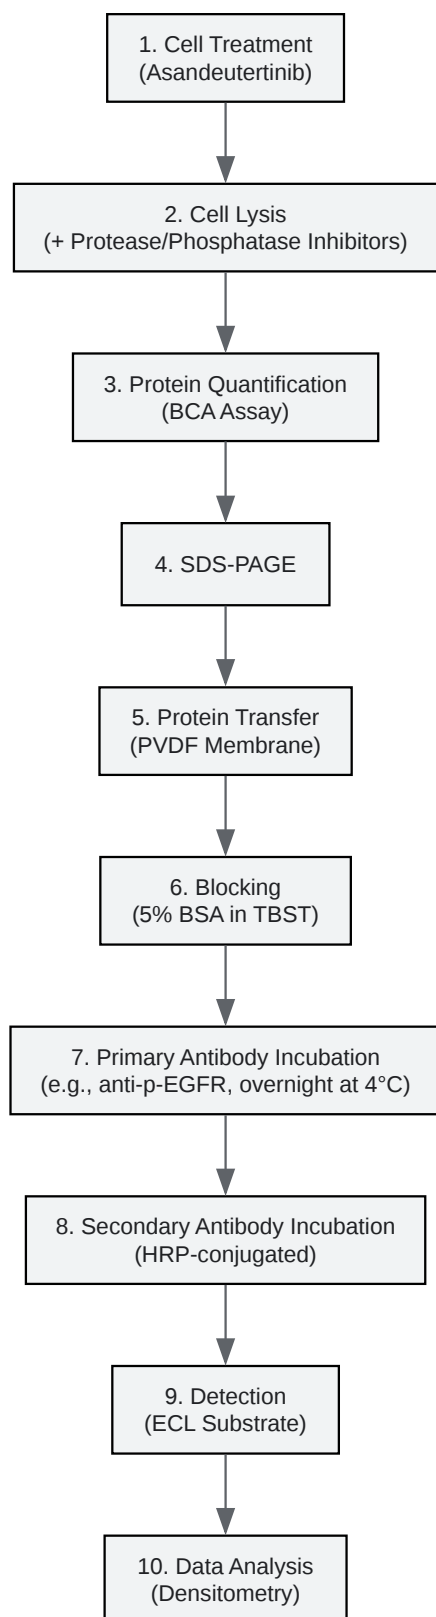 1. Cell Treatment
(Asandeutertinib)
2. Cell Lysis
(+ Protease/Phosphatase Inhibitors)
3. Protein Quantification
(BCA Assay)
4. SDS-PAGE
5. Protein Transfer
(PVDF Membrane)
6. Blocking
(5% BSA in TBST)
7. Primary Antibody Incubation
(e.g., anti-p-EGFR, overnight at 4°C)
8. Secondary Antibody Incubation
(HRP-conjugated)
9. Detection
(ECL Substrate)
10. Data Analysis
(Densitometry)